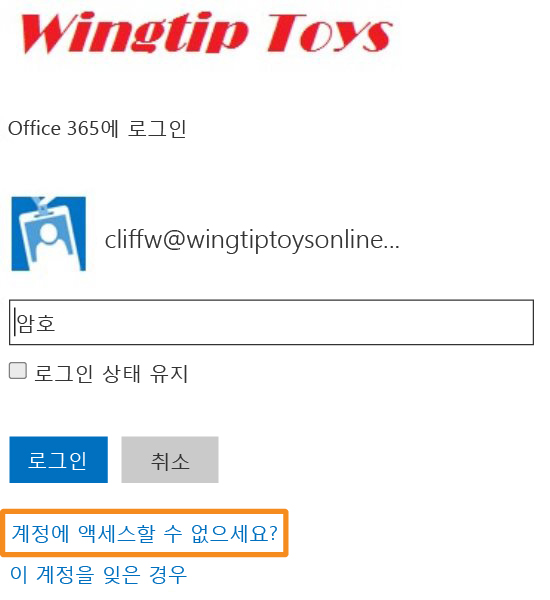 Wingtip Toys
Office 365에 로그인
cliffw@wingtiptoysonline...
암호
로그인 상태 유지
로그인 취소
계정에 액세스할 수 없으세요?
이 계정을 잊은 경우